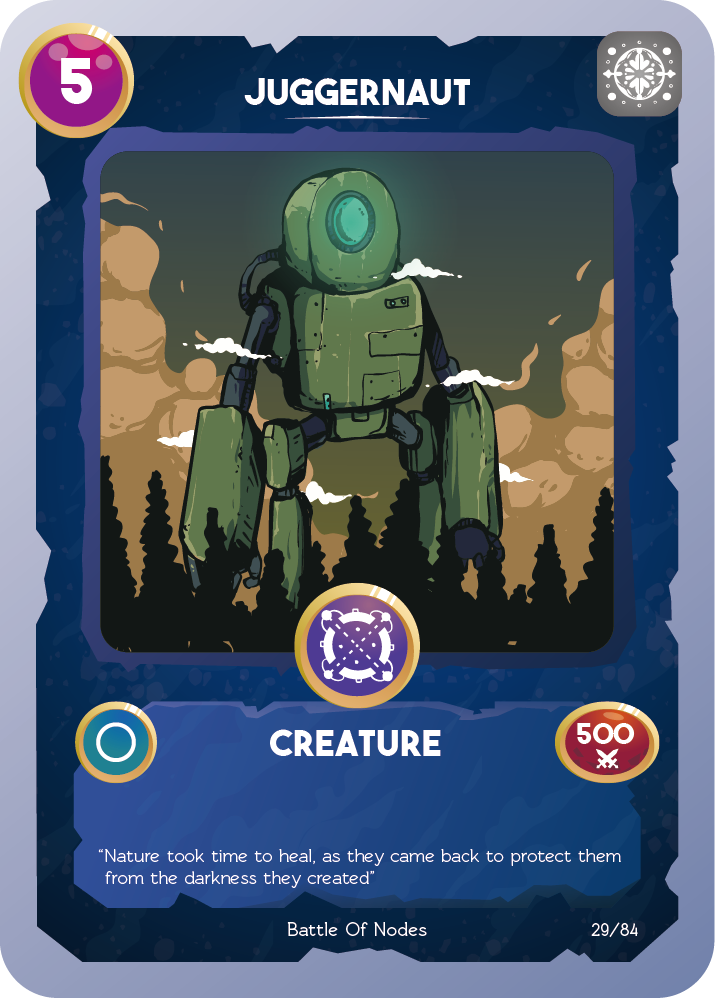 5
JUGGERNAUT
CREATURE
500
“Nature took time to heal, as they came back to protect them
from the darkness they created”
Battle Of Nodes
29/84